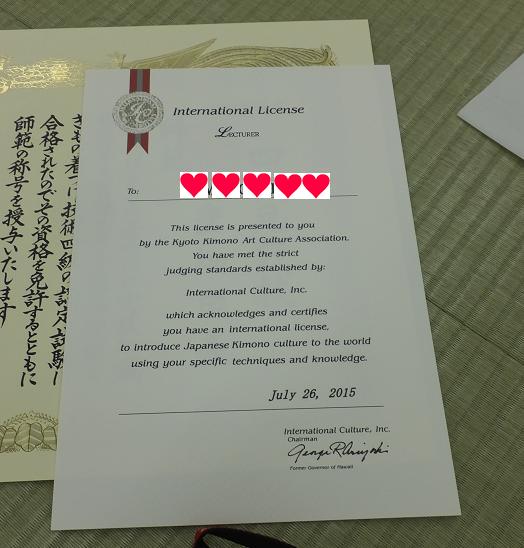 International License
LECTURER
To:
This license is presented to you
by the Kyoto Kimono Art Culture Association.
You have met the strict
judging standards established by:
International Culture, Inc.
which acknowledges and certifies
you have an international license,
to introduce Japanese Kimono culture to the world
using your specific techniques and knowledge.
July 26, 2015
International Culture, Inc.
Chairman
George R Ariyoshi
Former Governor of Hawaii
合格されたのでその資格を免許するとともに
師範の称号を授与いたします